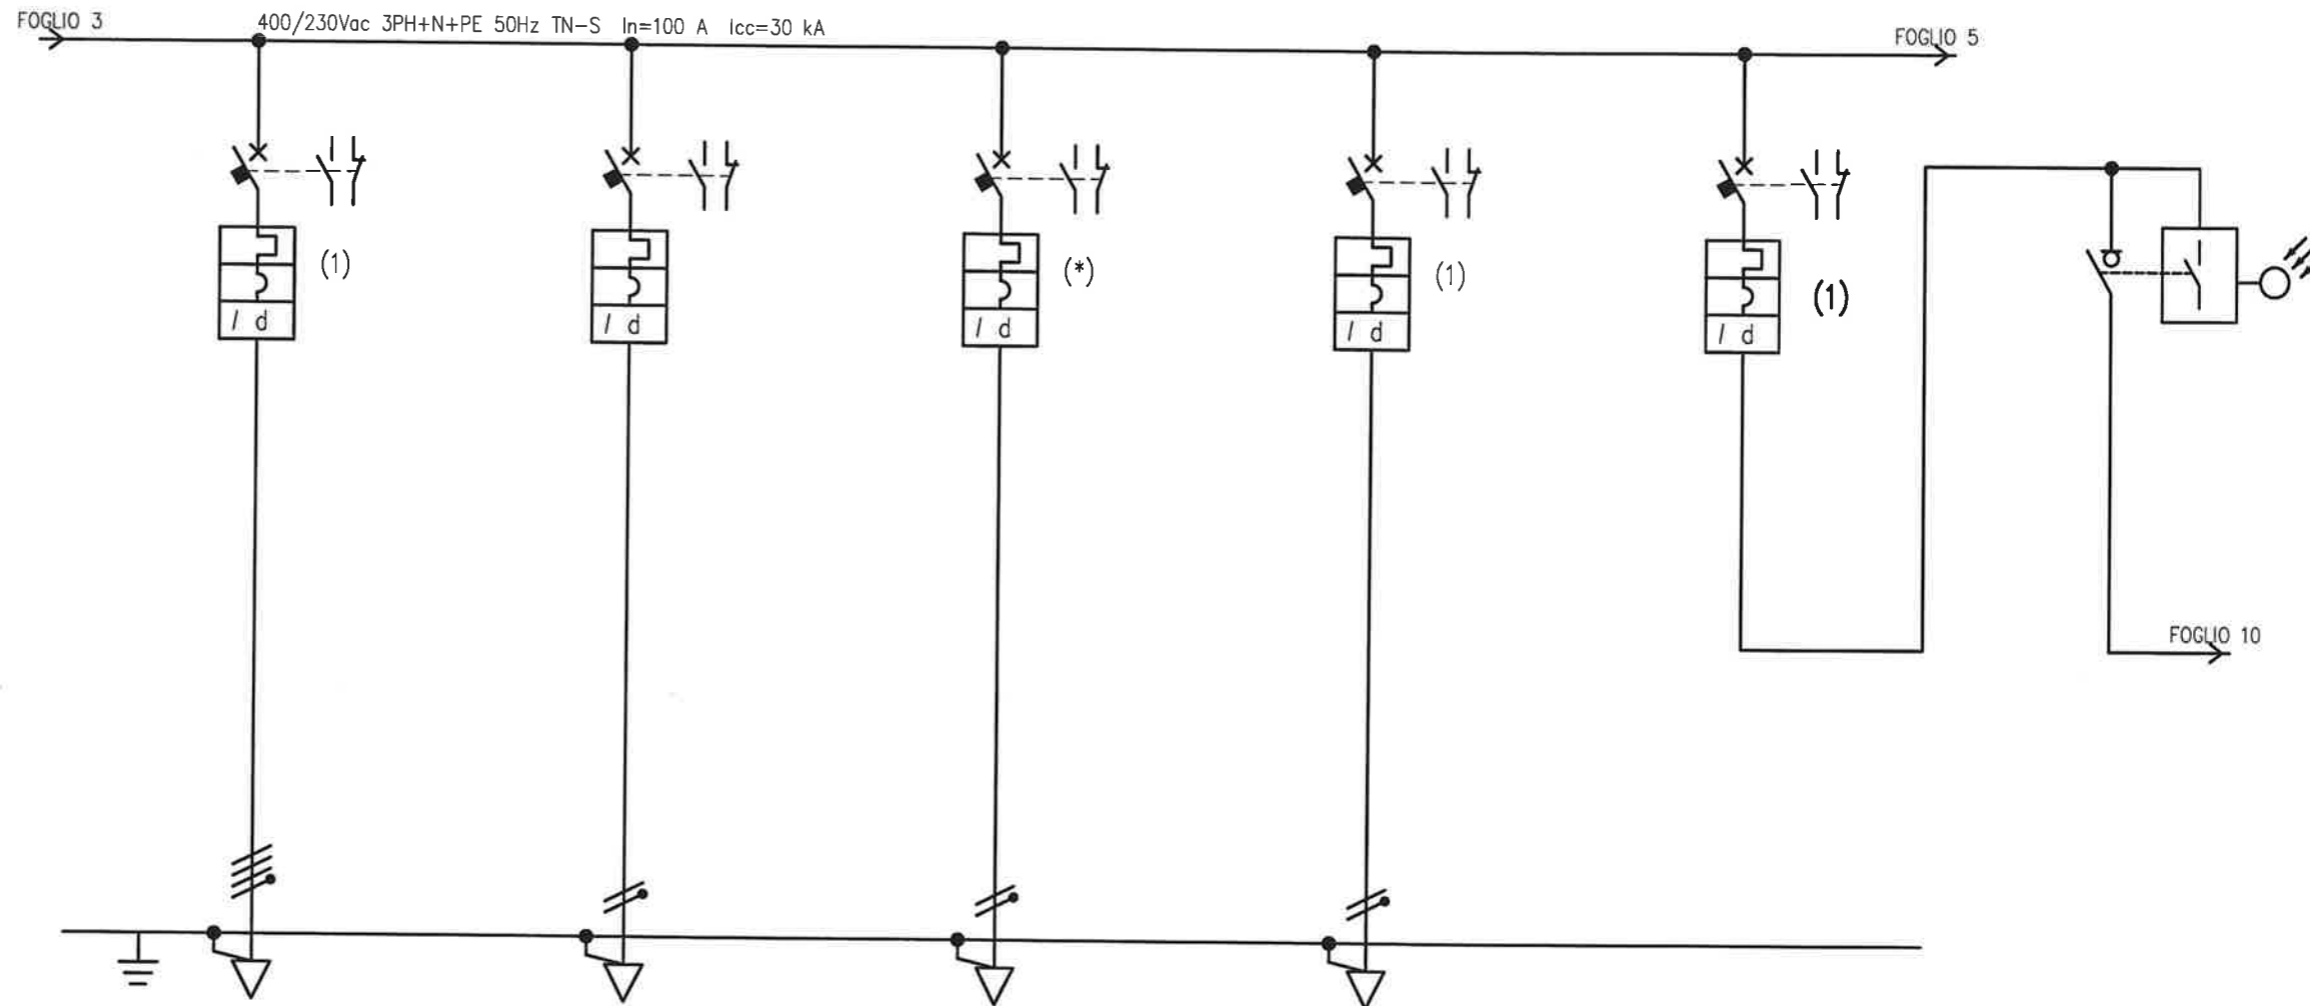 FOGLIO 3
400/230Vac 3PH+N+PE 50Hz TN-S In=100 A Icc=30 kA
FOGLIO 5
(1)
(*)
(1)
(1)
I d
I d
I d
I d
I d
FOGLIO 10